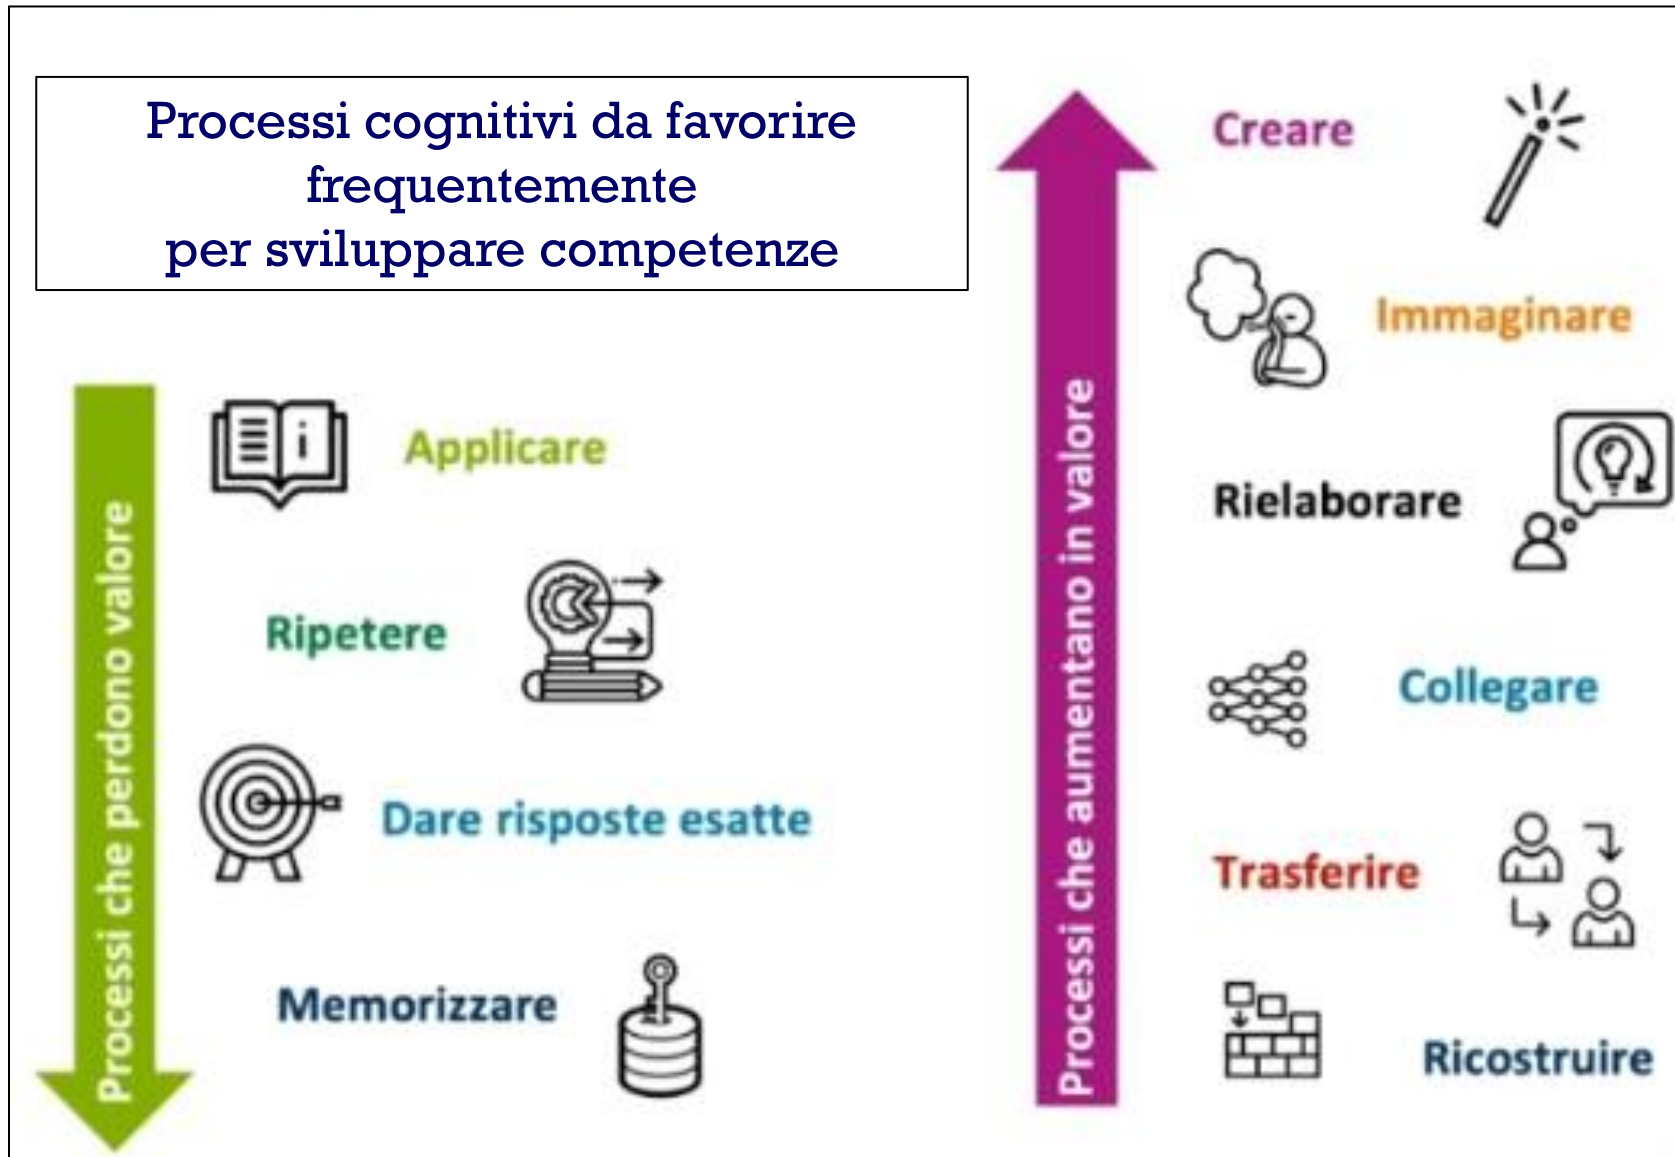 Processi cognitivi da favorire
frequentemente
per sviluppare competenze
Processi che perdono valore
Applicare
i
Ripetere
Dare risposte esatte
Memorizzare
Processi che aumentano in valore
Creare
Immaginare
Rielaborare
Collegare
Trasferire
Ricostruire